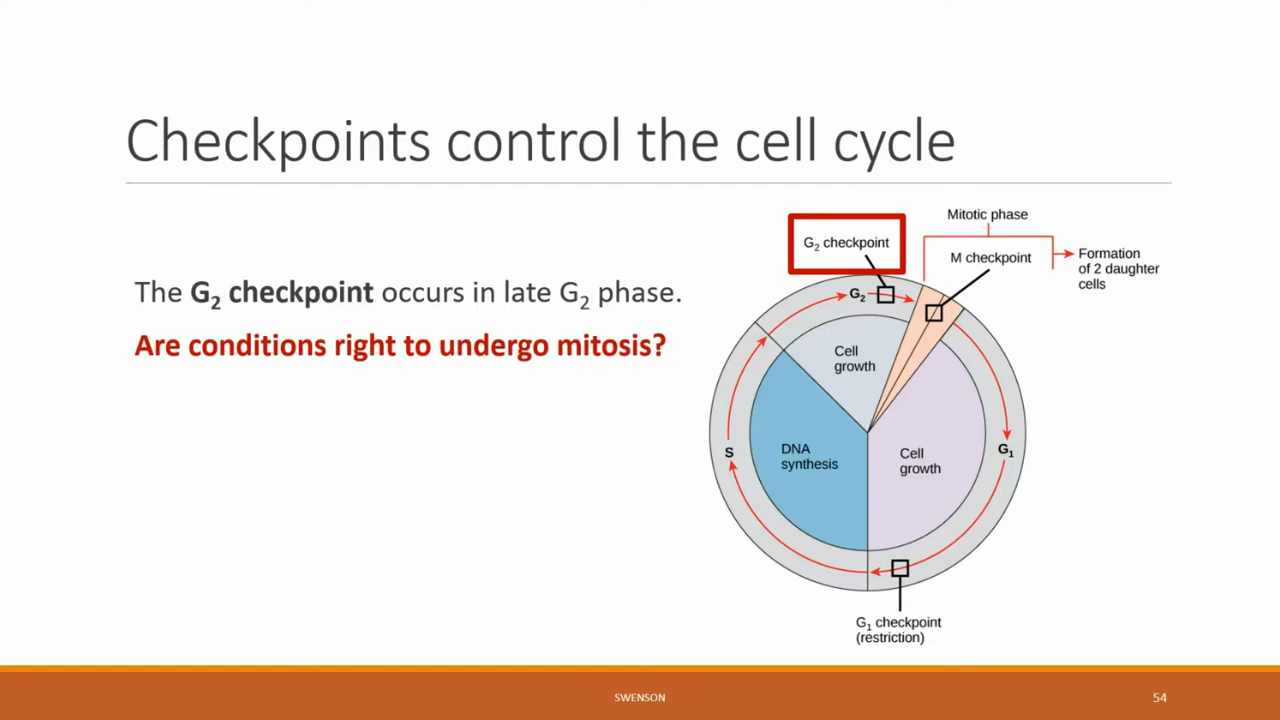 Checkpoints control the cell cycle
The G₂ checkpoint occurs in late G₂ phase.
Are conditions right to undergo mitosis?
Mitotic phase
G₂ checkpoint
M checkpoint
Formation
of 2 daughter
cells
G₂
Cell
growth
S
DNA
synthesis
Cell
growth
G₁
G₁ checkpoint
(restriction)
SWENSON
54